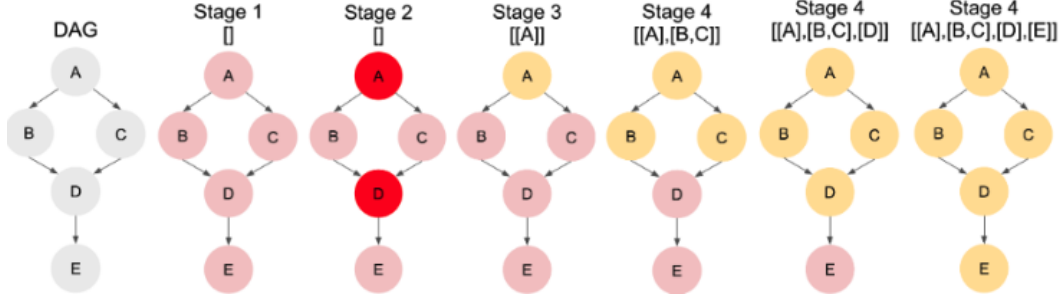 DAG
A
B
C
D
E
Stage 1
[]
A
B
C
D
E
Stage 2
[]
A
B
C
D
E
Stage 3
[[A]]
A
B
C
D
E
Stage 4
[[A],[B,C]]
A
B
C
D
E
Stage 4
[[A],[B,C],[D]]
A
B
C
D
E
Stage 4
[[A],[B,C],[D],[E]]
A
B
C
D
E